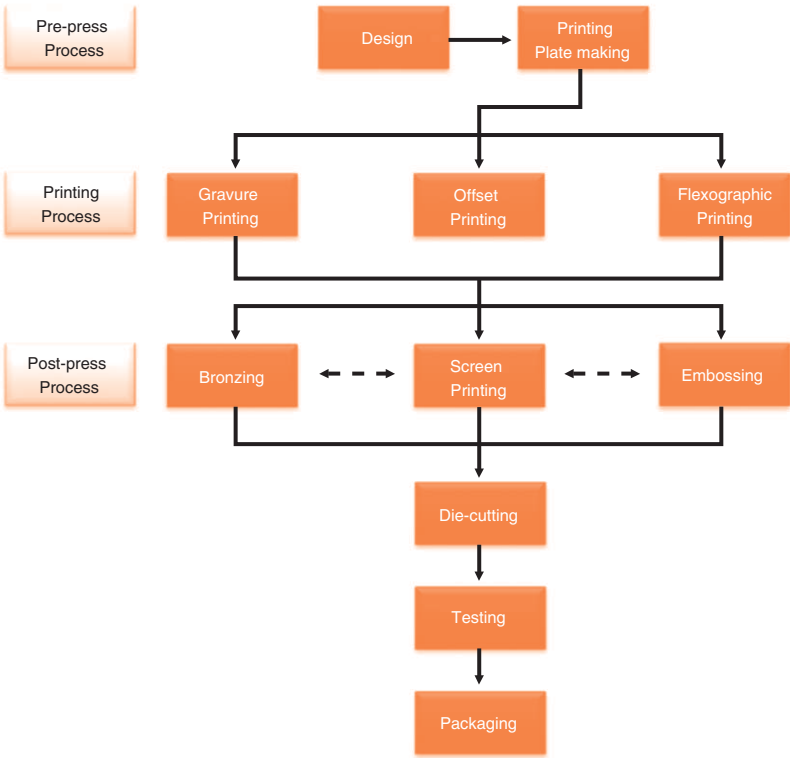 Pre-press
Process
Design
Printing
Plate making
Printing
Process
Gravure
Printing
Offset
Printing
Flexographic
Printing
Post-press
Process
Bronzing
Screen
Printing
Embossing
Die-cutting
Testing
Packaging